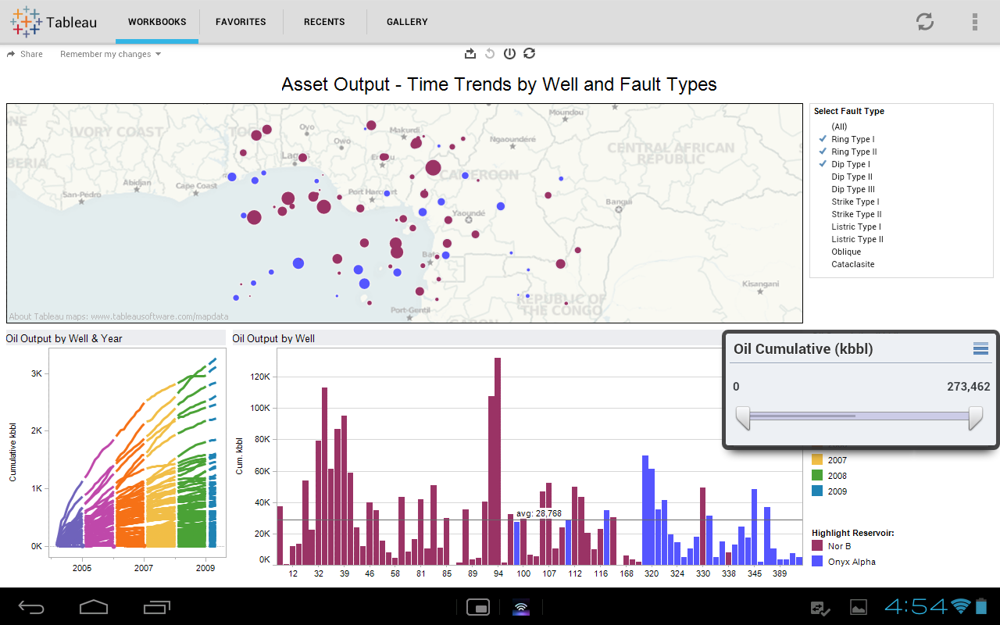 Tableau
WORKBOOKS
FAVORITES
RECENTS
GALLERY
Share
Remember my changes
Asset Output - Time Trends by Well and Fault Types
IVORY COAST
Oyo
Owo
Makurdi
Moundou
Ngaoundere
CENTRAL AFRICAN
REPUBLIC
Abidjan
Cape Coast
San-Pédro
Port Harcourt
Yaoundé
Bangui
Kisangani
REPUBLIC OF
THE CONGO
Port-Gentil
About Tableau maps: www.tableausoftware.com/mapdata
Select Fault Type
(All)
Ring Type I
Ring Type II
Dip Type I
Dip Type II
Dip Type III
Strike Type I
Strike Type II
Listric Type I
Listric Type II
Oblique
Cataclasite
Oil Output by Well & Year
Cumulative kbbl
3K
2K
1K
0K
2005
2007
2009
Oil Output by Well
Cum. kbbl
120K
100K
80K
60K
40K
20K
0K
avg: 28,768
12
32
39
46
58
81
85
89
94
100
107
112
116
168
320
324
330
338
345
389
Oil Cumulative (kbbl)
0
273,462
2007
2008
2009
Highlight Reservoir:
Nor B
Onyx Alpha
4:54